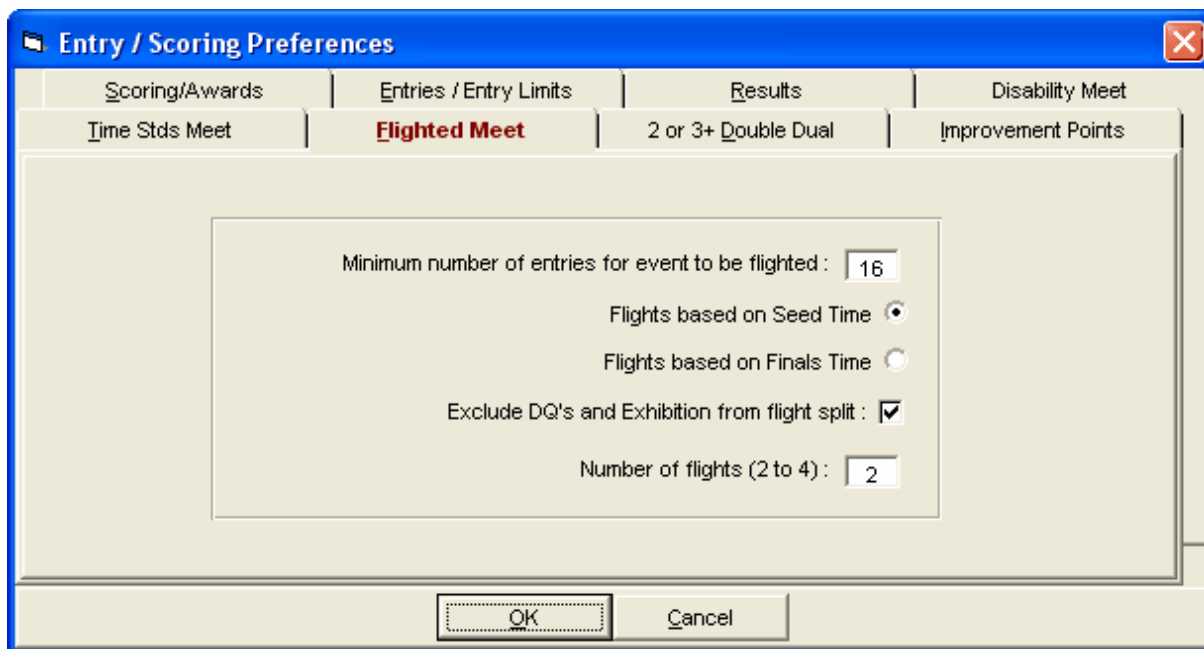 Entry / Scoring Preferences
Scoring/Awards Entries / Entry Limits Results Disability Meet
Time Stds Meet Flighted Meet 2 or 3+ Double Dual Improvement Points
Minimum number of entries for event to be flighted : 16
Flights based on Seed Time
Flights based on Finals Time
Exclude DQ's and Exhibition from flight split :
Number of flights (2 to 4) : 2
OK Cancel